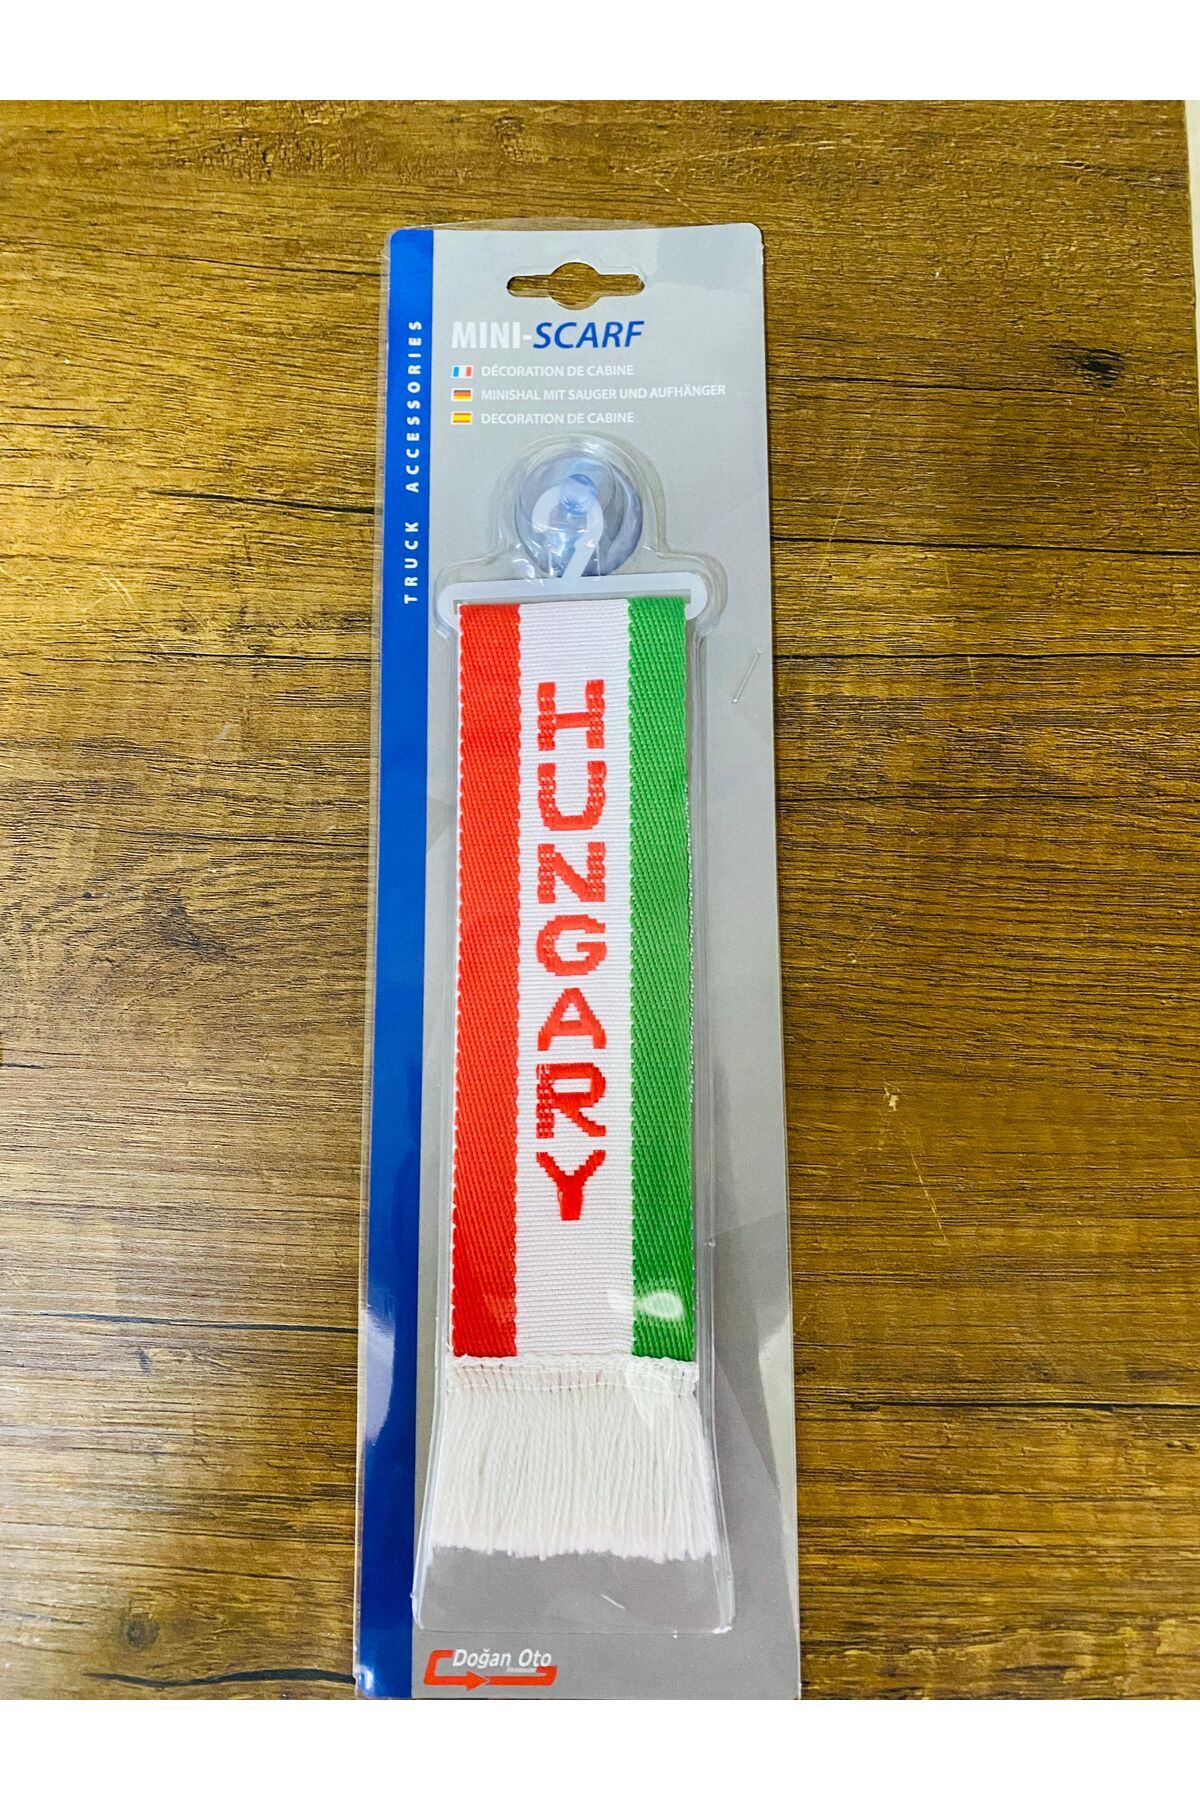 MINI-SCARF
DÉCORATION DE CABINE
MINISHAL MIT SAUGER UND AUFHÄNGER
DECORATION DE CABINE
TRUCK ACCESSORIES
HUNGARY
Doğan Oto